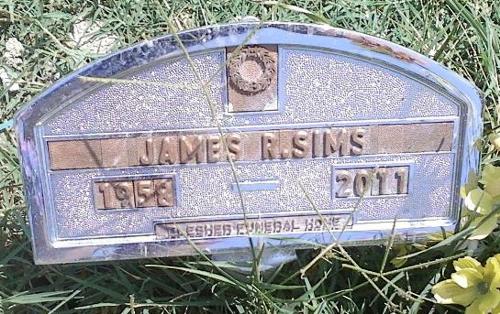 JAMES R. SIMS
1958 – 2011
FUNERAL HOME